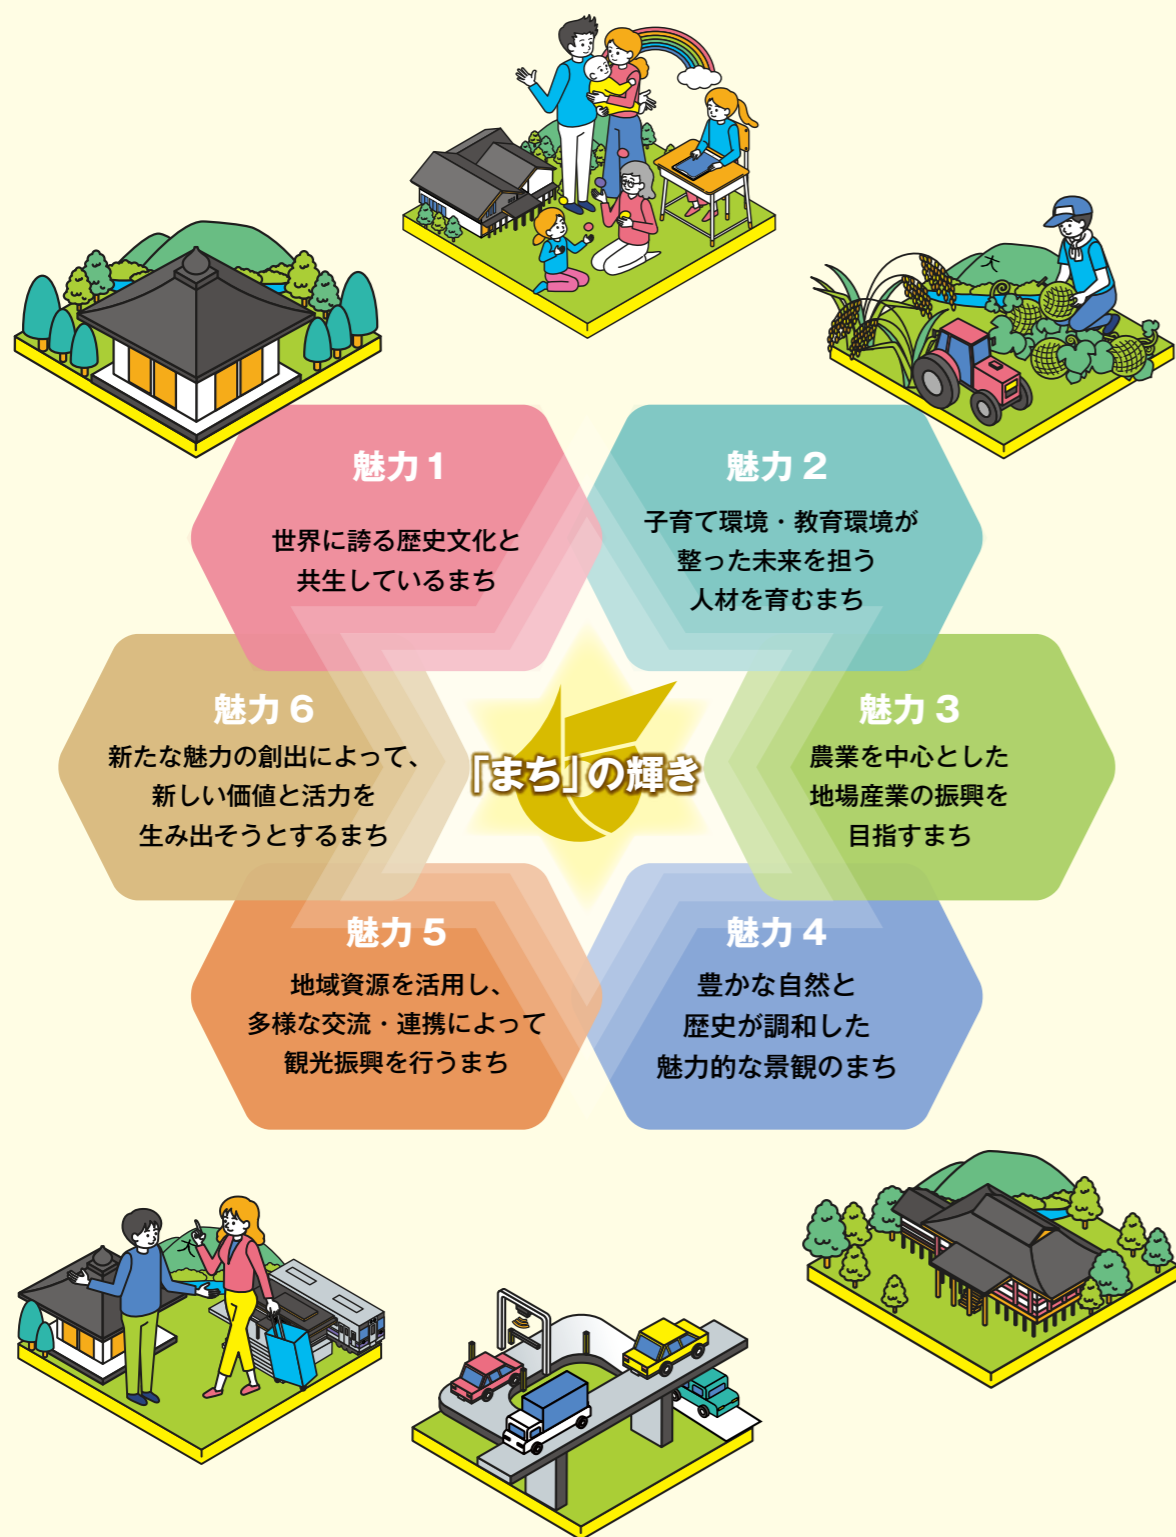 魅力 1
世界に誇る歴史文化と
共生しているまち
魅力 2
子育て環境・教育環境が
整った未来を担う
人材を育むまち
魅力 3
農業を中心とした
地場産業の振興を
目指すまち
魅力 4
豊かな自然と
歴史が調和した
魅力的な景観のまち
魅力 5
地域資源を活用し、
多様な交流・連携によって
観光振興を行うまち
魅力 6
新たな魅力の創出によって、
新しい価値と活力を
生み出そうとするまち
「まち」の輝き
大
大